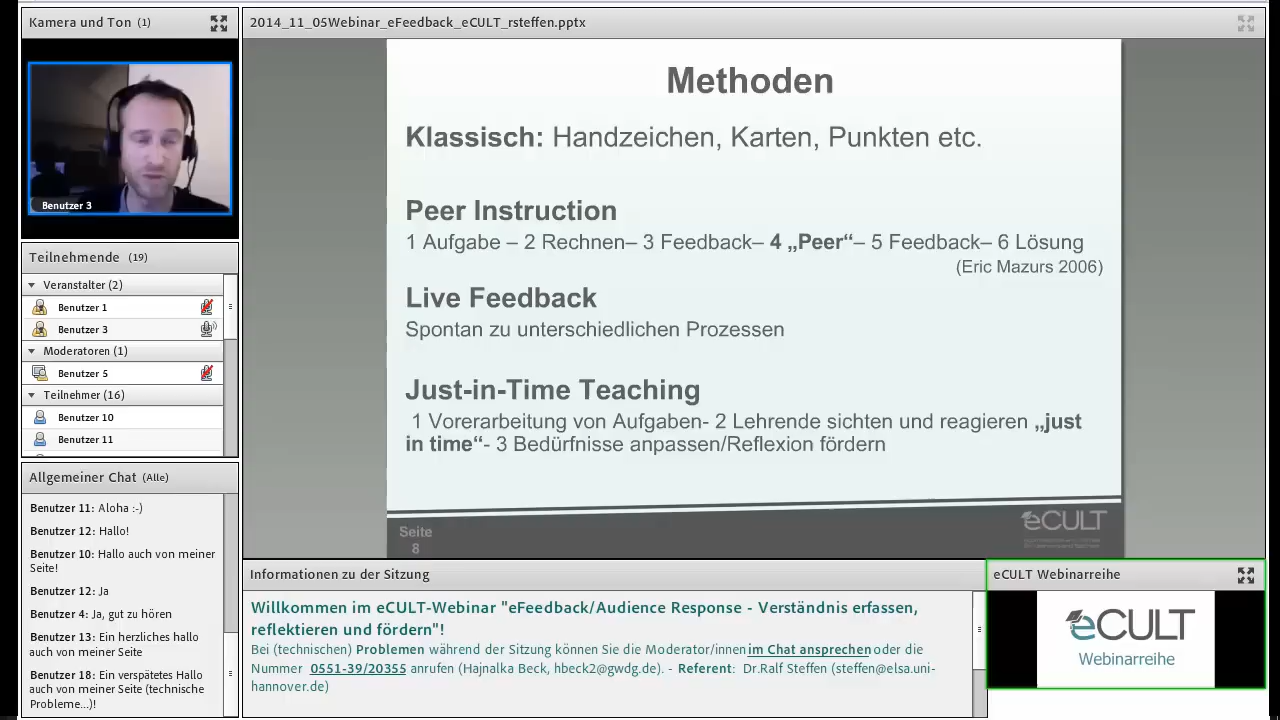 Kamera und Ton (1)
Benutzer 3
Teilnehmende (19)
Veranstalter (2)
Benutzer 1
Benutzer 3
Moderatoren (1)
Benutzer 5
Teilnehmer (16)
Benutzer 10
Benutzer 11
Allgemeiner Chat (Alle)
Benutzer 11: Aloha :-)
Benutzer 12: Hallo!
Benutzer 10: Hallo auch von meiner
Seite!
Benutzer 12: Ja
Benutzer 4: Ja, gut zu hören
Benutzer 13: Ein herzliches hallo
auch von meiner Seite
Benutzer 18: Ein verspätetes Hallo
auch von meiner Seite (technische
Probleme...)!
2014_11_05Webinar_eFeedback_eCULT_rsteffen.pptx
Methoden
Klassisch: Handzeichen, Karten, Punkten etc.
Peer Instruction
1 Aufgabe – 2 Rechnen– 3 Feedback– 4 „Peer“– 5 Feedback– 6 Lösung
(Eric Mazurs 2006)
Live Feedback
Spontan zu unterschiedlichen Prozessen
Just-in-Time Teaching
1 Vorerarbeitung von Aufgaben- 2 Lehrende sichten und reagieren „just
in time“- 3 Bedürfnisse anpassen/Reflexion fördern
Seite
8
eCULT
Informationen zu der Sitzung
Willkommen im eCULT-Webinar "eFeedback/Audience Response - Verständnis erfassen,
reflektieren und fördern"!
Bei (technischen) Problemen während der Sitzung können Sie die Moderator/innen im Chat ansprechen oder die
Nummer 0551-39/20355 anrufen (Hajnalka Beck, hbeck2@gwdg.de). - Referent: Dr.Ralf Steffen (steffen@elsa.uni-
hannover.de)
eCULT Webinarreihe
eCULT
Webinarreihe